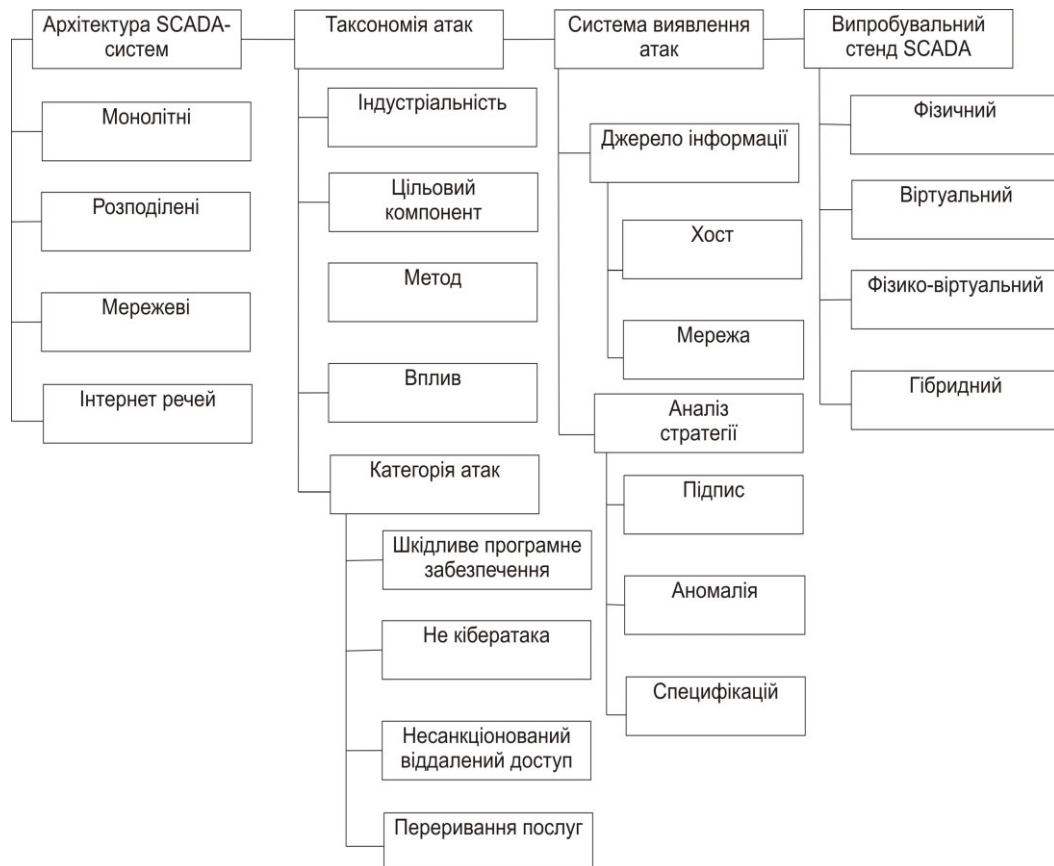 Архітектура SCADA-
систем
Таксономія атак
Система виявлення
атак
Випробувальний
стенд SCADA
Монолітні
Розподілені
Мережеві
Інтернет речей
Індустріальність
Цільовий
компонент
Метод
Вплив
Категорія атак
Шкідливе програмне
забезпечення
Не кібератака
Несанкціонований
віддалений доступ
Переривання послуг
Джерело інформації
Хост
Мережа
Аналіз
стратегії
Підпис
Аномалія
Специфікацій
Фізичний
Віртуальний
Фізико-віртуальний
Гібридний